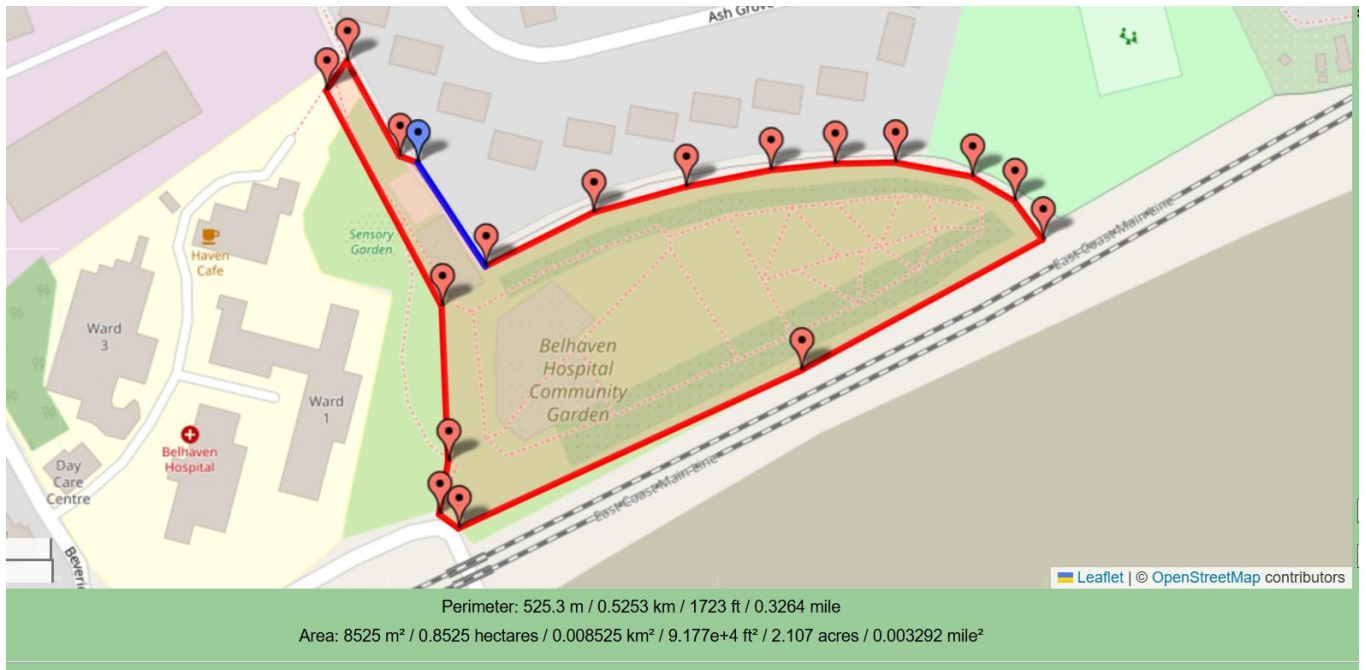 Ash Grove
Sensory
Garden
Haven
Cafe
Ward
3
East Coast Main Line
Belhaven
Hospital
Community
Garden
Ward
1
Belhaven
Hospital
Day
Care
Centre
East Coast Main Line
Leaflet | © OpenStreetMap contributors
Perimeter: 525.3 m / 0.5253 km / 1723 ft / 0.3264 mile
Area: 8525 m² / 0.8525 hectares / 0.008525 km² / 9.177e+4 ft² / 2.107 acres / 0.003292 mile²